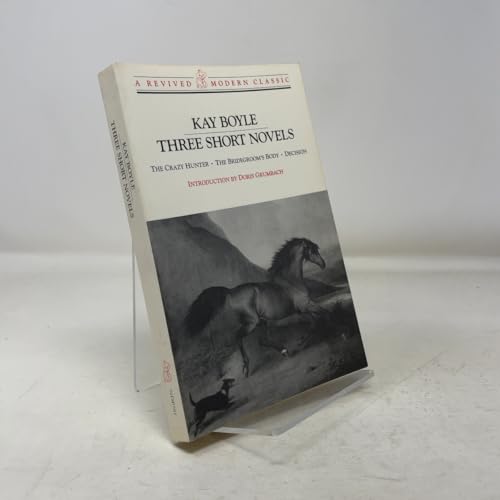 A REVIVED MODERN CLASSIC
KAY BOYLE
THREE SHORT NOVELS
THE CRAZY HUNTER · THE BRIDEGROOM'S BODY · DECISION
INTRODUCTION BY DORIS GRUMBACH
KAY BOYLE
THREE SHORT NOVELS